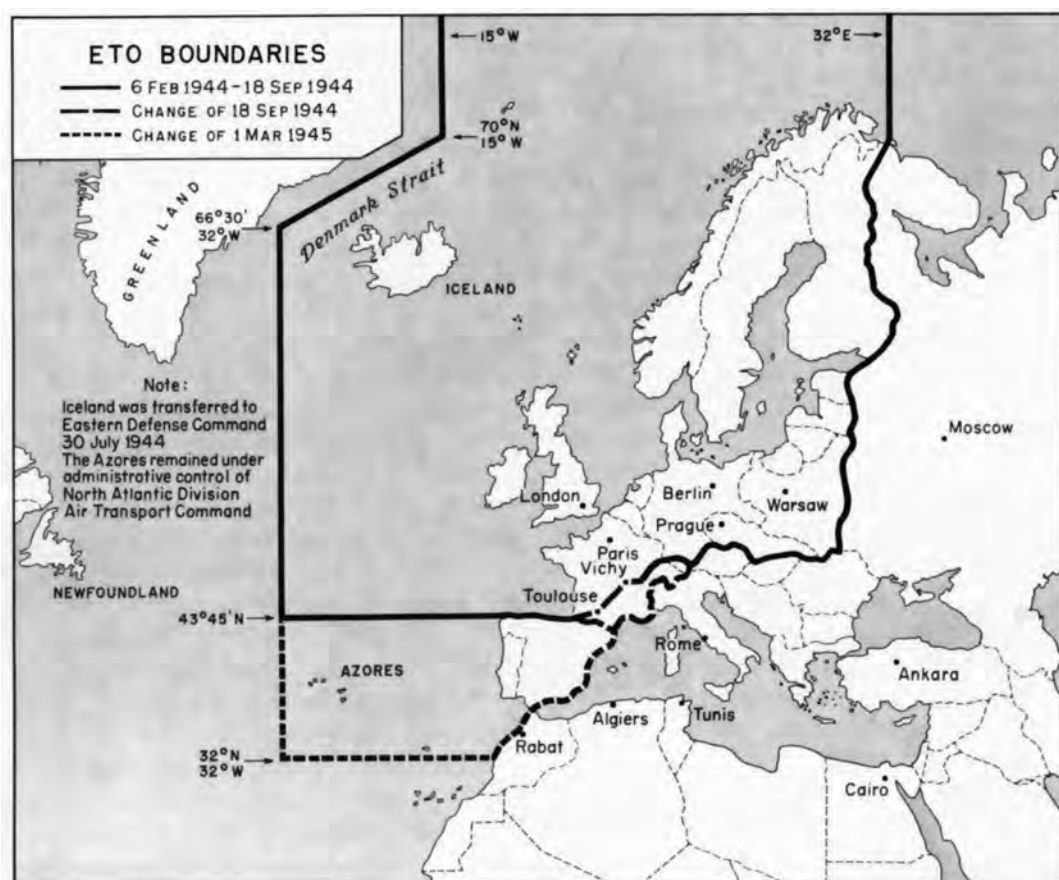 ETO BOUNDARIES
6 FEB 1944–18 SEP 1944
CHANGE OF 18 SEP 1944
CHANGE OF 1 MAR 1945
15° W
32° E
70° N
15° W
66° 30'
32° W
Denmark Strait
GREENLAND
ICELAND
Note:
Iceland was transferred to
Eastern Defense Command
30 July 1944
The Azores remained under
administrative control of
North Atlantic Division
Air Transport Command
Moscow
London
Berlin
Warsaw
Prague
Paris
Vichy
NEWFOUNDLAND
Toulouse
43° 45' N
Rome
AZORES
Ankara
Algiers
Tunis
Rabat
32° N
32° W
Cairo